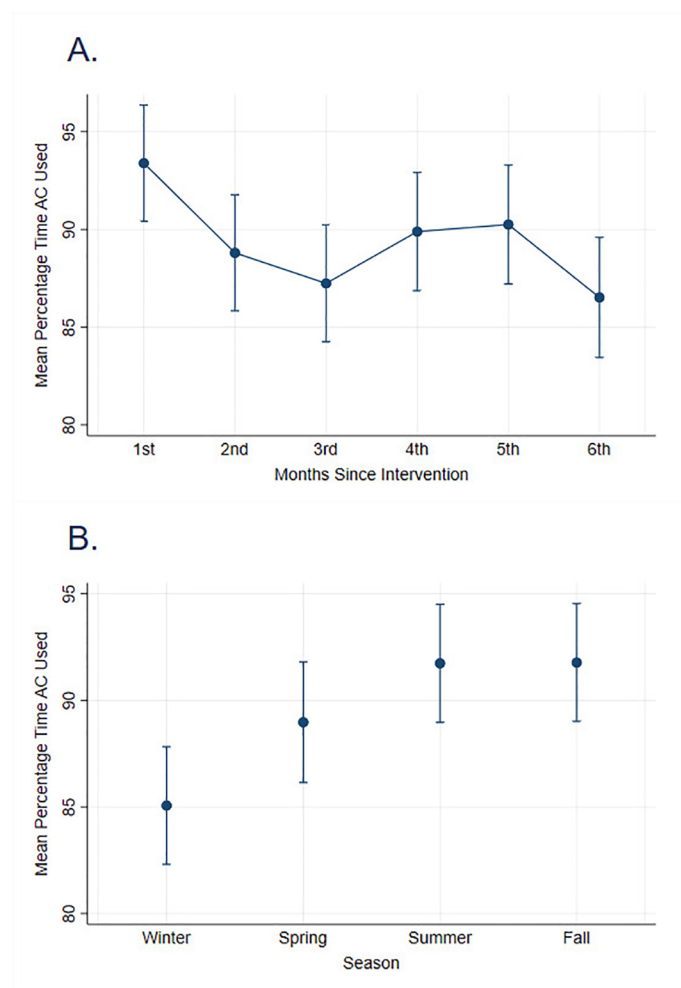 A.
Mean Percentage Time AC Used
95
90
85
80
1st 2nd 3rd 4th 5th 6th
Months Since Intervention
B.
Mean Percentage Time AC Used
95
90
85
80
Winter Spring Summer Fall
Season